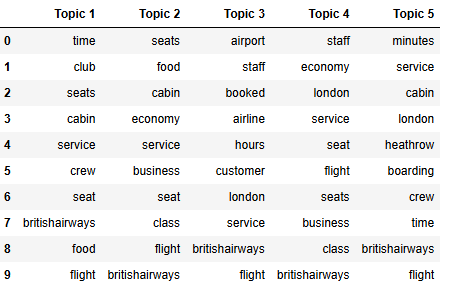 Topic 1 Topic 2 Topic 3 Topic 4 Topic 5
0 time seats airport staff minutes
1 club food staff economy service
2 seats cabin booked london cabin
3 cabin economy airline service london
4 service service hours seat heathrow
5 crew business customer flight boarding
6 seat seat london seats crew
7 britishairways class service business time
8 food flight britishairways class britishairways
9 flight britishairways flight britishairways flight